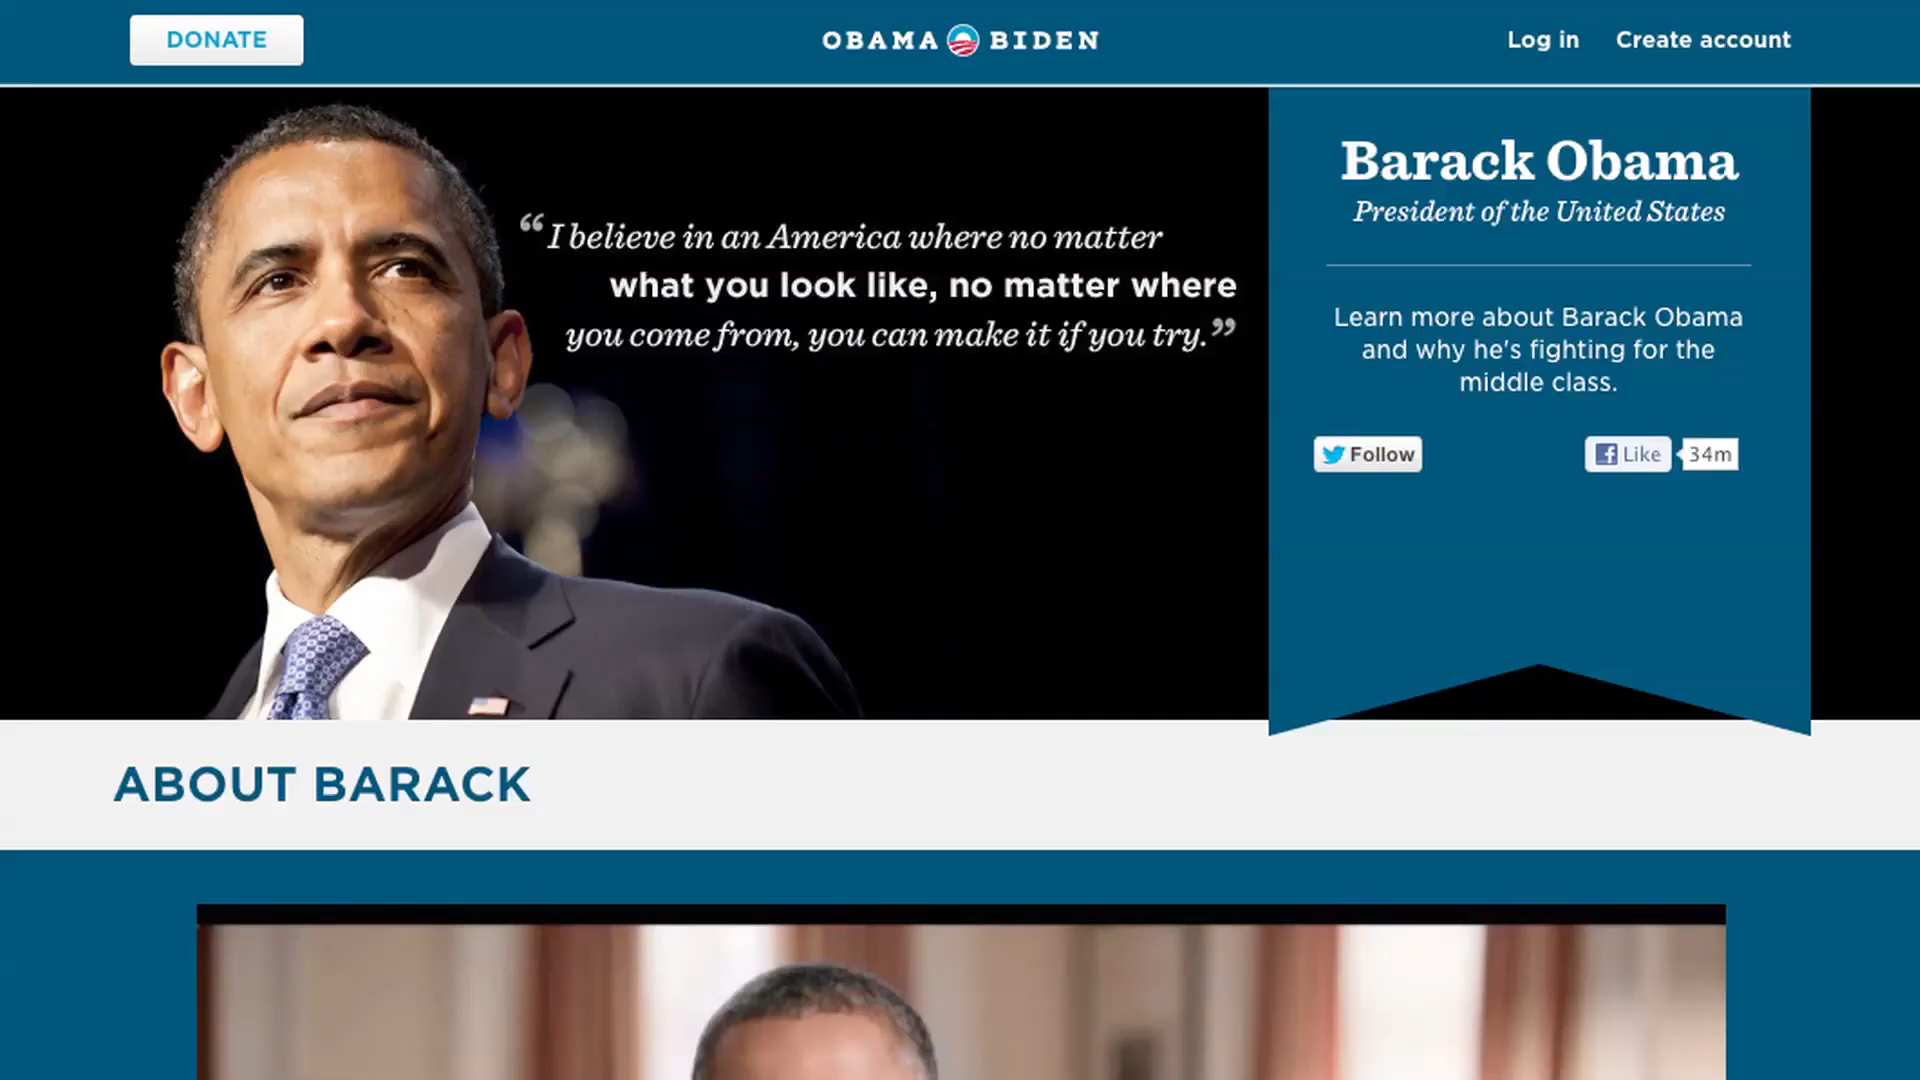 DONATE
OBAMA BIDEN
Log in
Create account
“I believe in an America where no matter
what you look like, no matter where
you come from, you can make it if you try.”
Barack Obama
President of the United States
Learn more about Barack Obama
and why he's fighting for the
middle class.
Follow
Like
34m
ABOUT BARACK